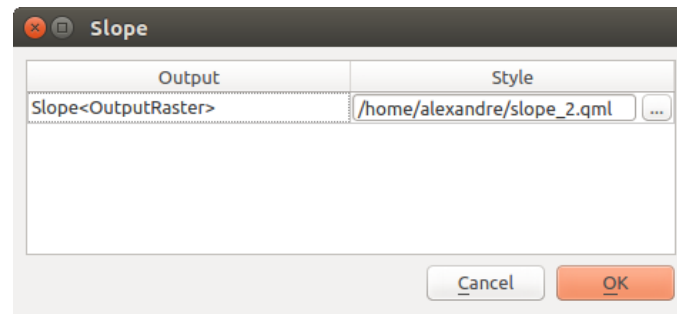 Slope
Output Style
Slope<OutputRaster> /home/alexandre/slope_2.qml ...
Cancel OK